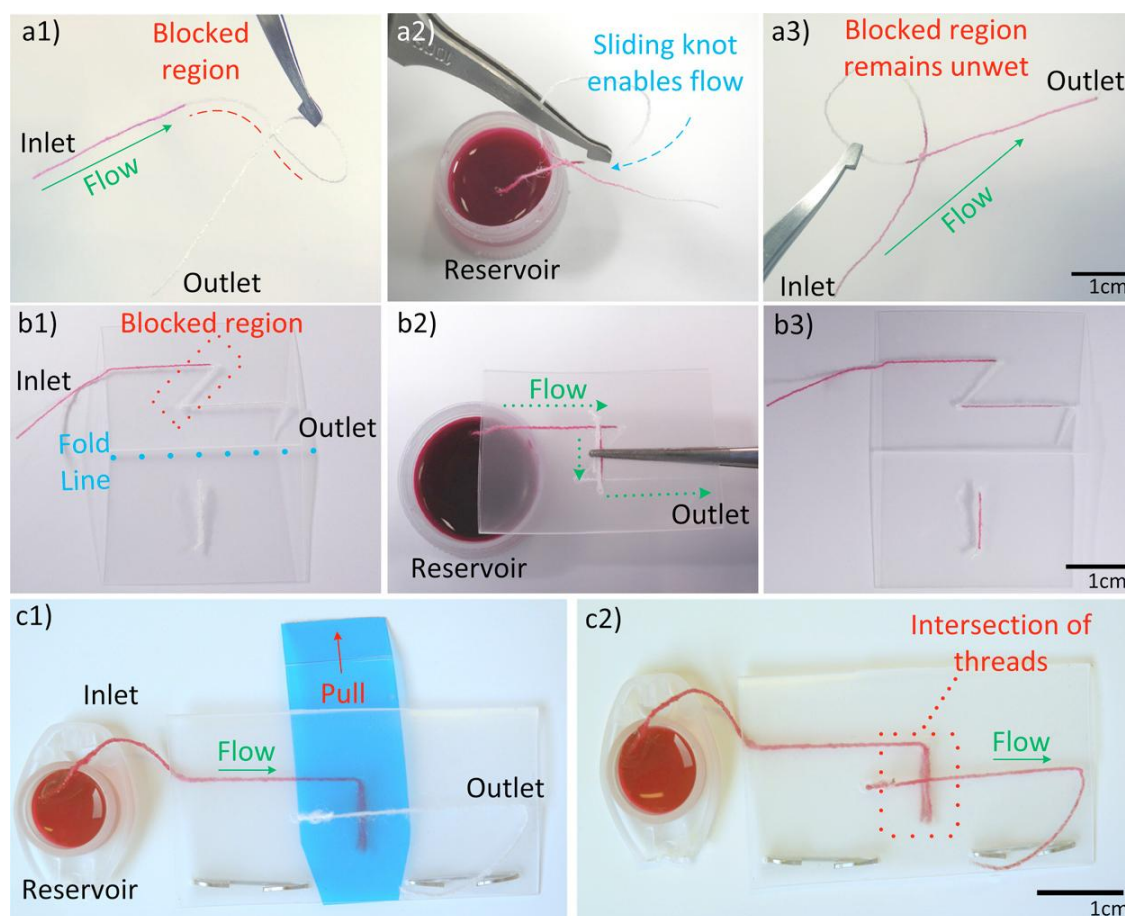 a1)
Blocked
region
Inlet
Flow
Outlet
a2)
Sliding knot
enables flow
Reservoir
a3)
Blocked region
remains unwet
Outlet
Flow
Inlet
1cm
b1)
Blocked region
Inlet
Outlet
Fold
Line
b2)
Flow
Outlet
Reservoir
b3)
1cm
c1)
Inlet
Pull
Flow
Outlet
Reservoir
c2)
Intersection of
threads
Flow
1cm